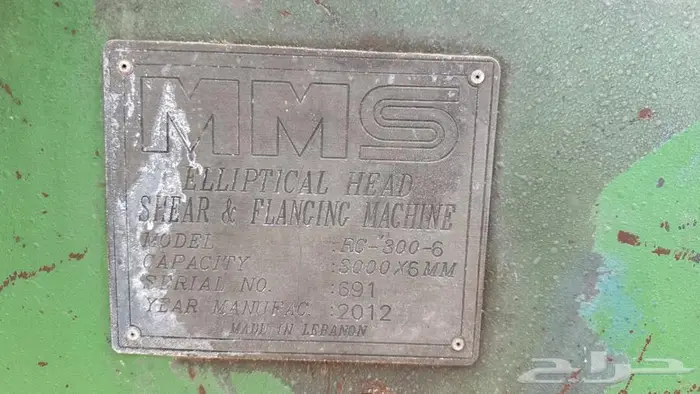 MMS
ELLIPTICAL HEAD
SHEAR & FLANGING MACHINE
MODEL :RG-300-6
CAPACITY :3000X6MM
SERIAL NO. :691
YEAR MANUFAC. :2012
MADE IN LEBANON
حراج